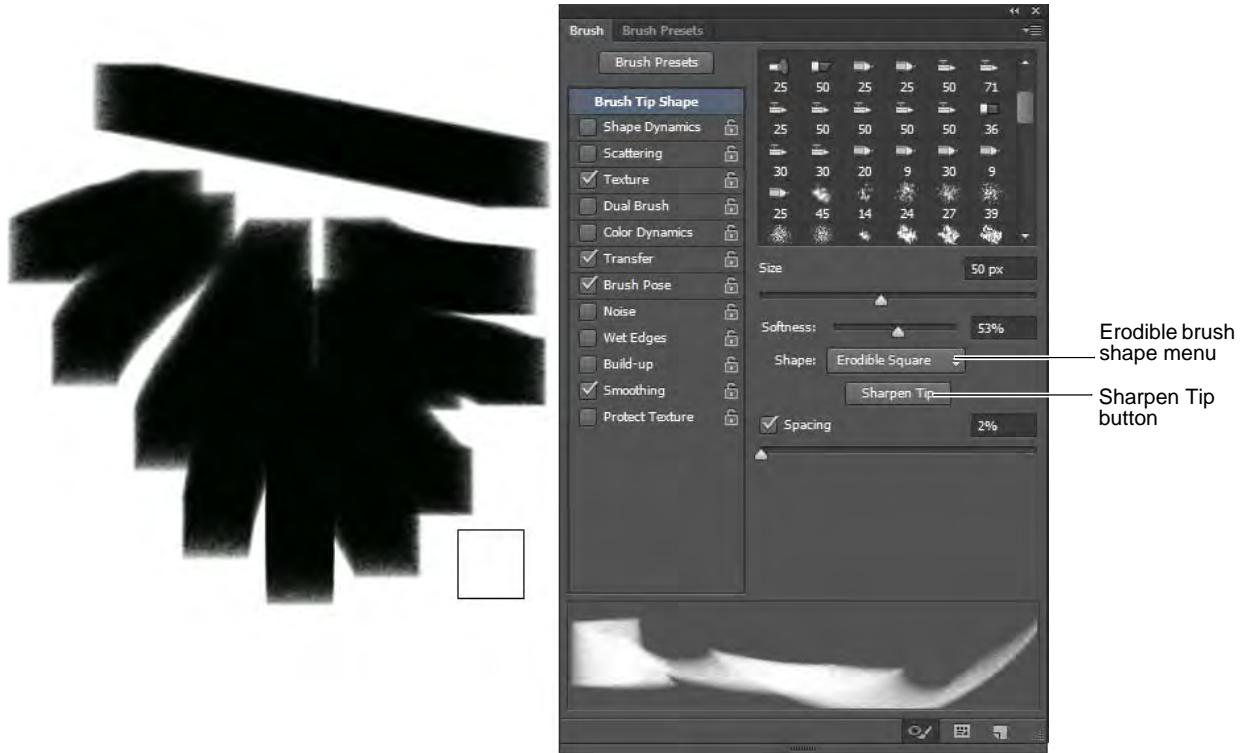 Brush Brush Presets
Brush Presets
Brush Tip Shape
Shape Dynamics
Scattering
Texture
Dual Brush
Color Dynamics
Transfer
Brush Pose
Noise
Wet Edges
Build-up
Smoothing
Protect Texture
25 50 25 25 50 71
25 50 50 50 50 36
30 30 20 9 30 9
25 45 14 24 27 39
Size 50 px
Softness: 53%
Shape: Erodible Square
Sharpen Tip
Spacing 2%
Erodible brush
shape menu
Sharpen Tip
button